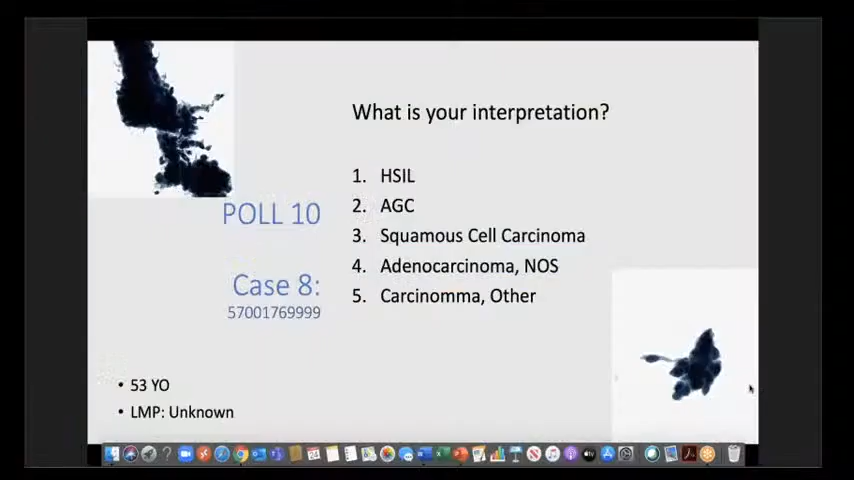 What is your interpretation?
1. HSIL
2. AGC
3. Squamous Cell Carcinoma
4. Adenocarcinoma, NOS
5. Carcinomma, Other
POLL 10
Case 8:
57001769999
• 53 YO
• LMP: Unknown